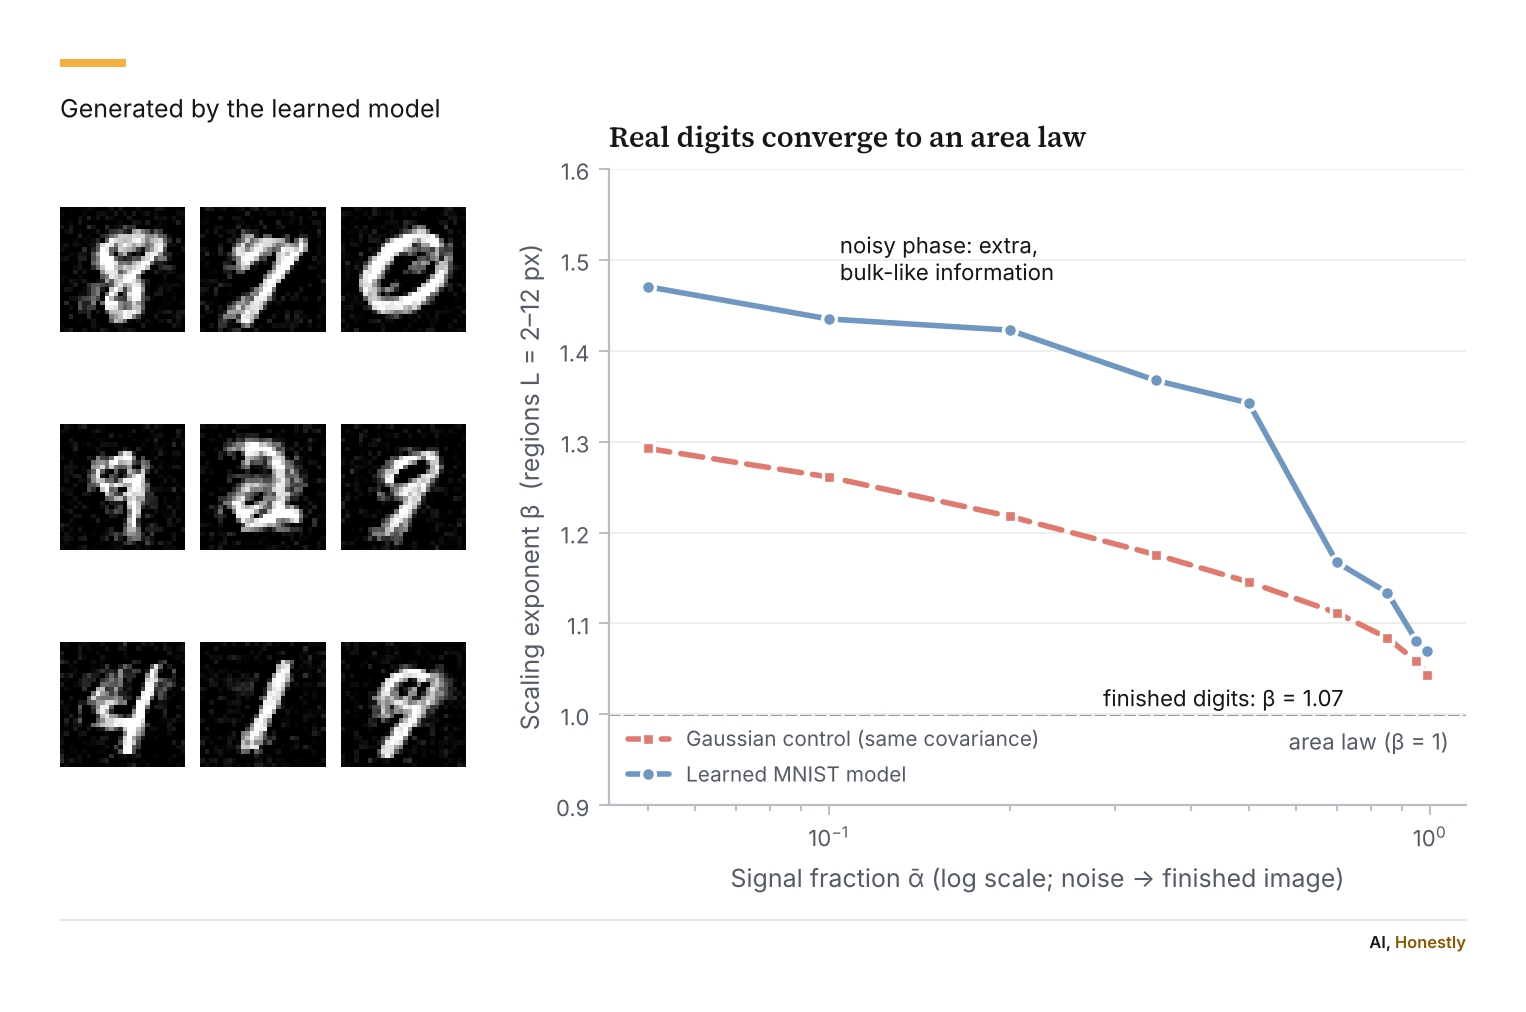 Generated by the learned model
Real digits converge to an area law
Scaling exponent β (regions L = 2–12 px)
1.6
1.5
1.4
1.3
1.2
1.1
1.0
0.9
noisy phase: extra,
bulk-like information
finished digits: β = 1.07
area law (β = 1)
Gaussian control (same covariance)
Learned MNIST model
10⁻¹
10⁰
Signal fraction ᾱ (log scale; noise → finished image)
AI, Honestly